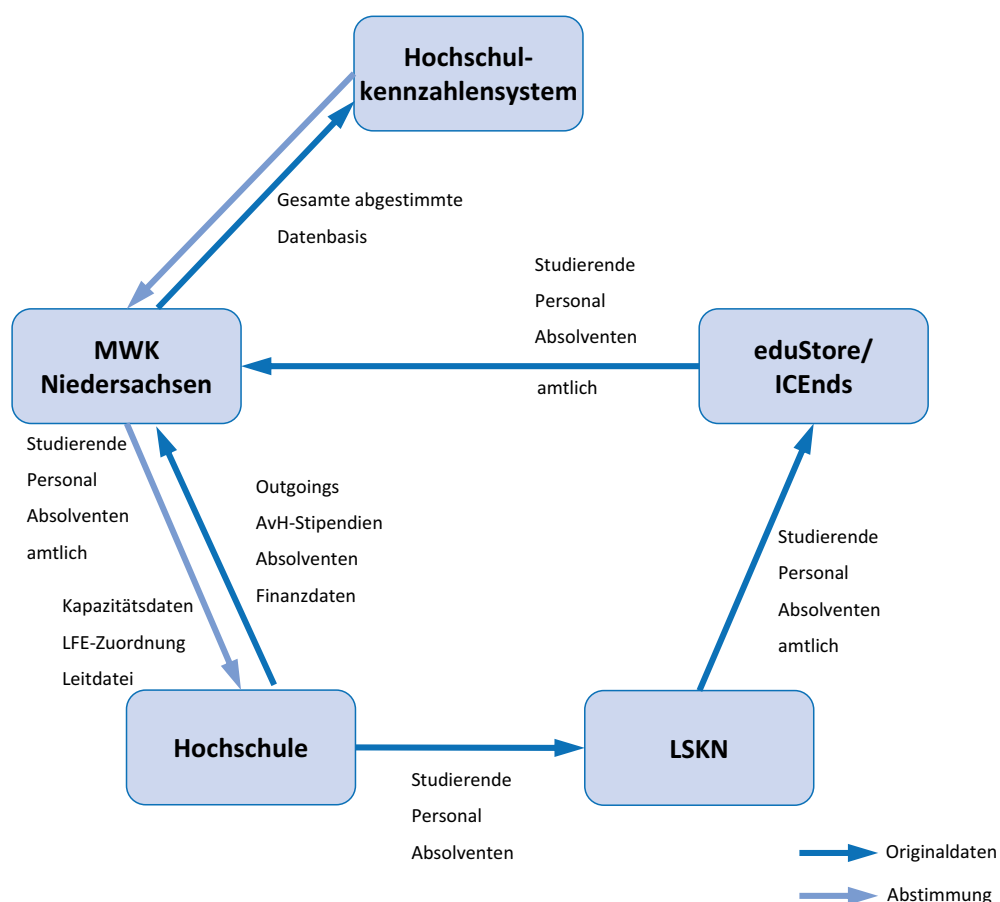 Hochschul-
kennzahlensystem
Gesamte abgestimmte
Datenbasis
Studierende
Personal
Absolventen
amtlich
MWK
Niedersachsen
eduStore/
ICEnds
Studierende
Personal
Absolventen
amtlich
Outgoings
AvH-Stipendien
Absolventen
Finanzdaten
Kapazitätsdaten
LFE-Zuordnung
Leitdatei
Studierende
Personal
Absolventen
amtlich
Hochschule
LSKN
Studierende
Personal
Absolventen
Originaldaten
Abstimmung